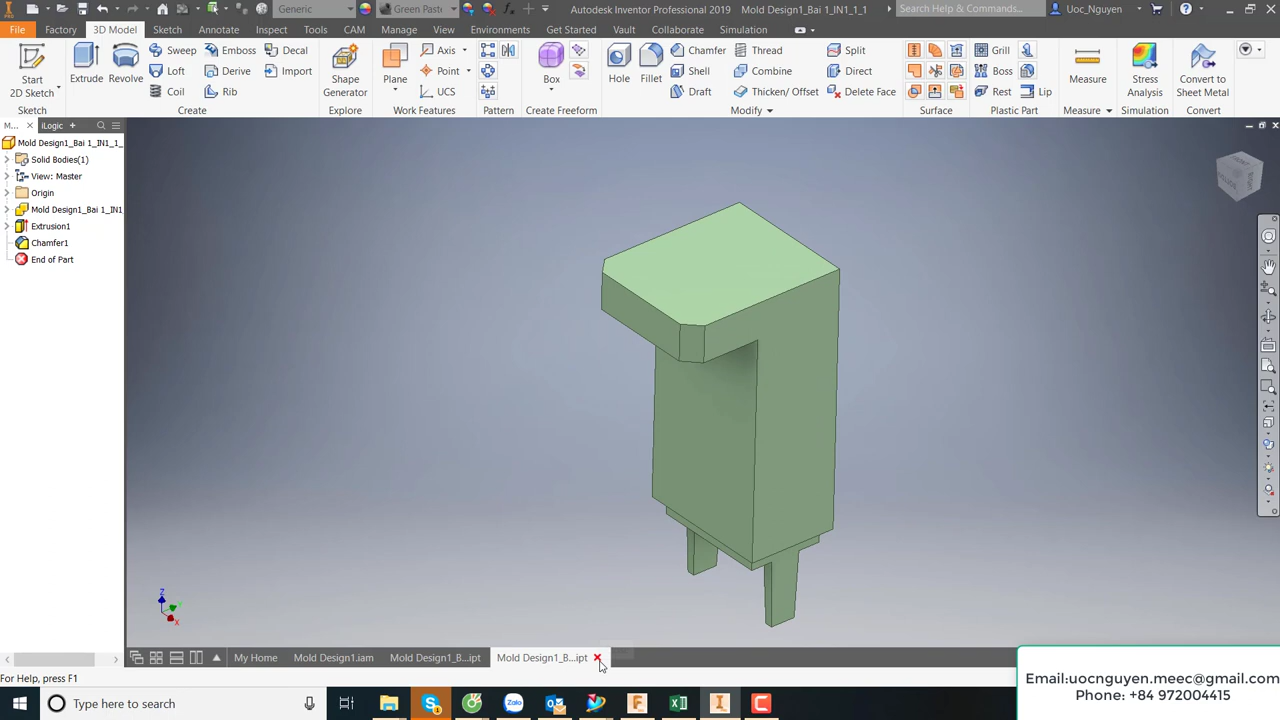 Generic
Green Paste
Autodesk Inventor Professional 2019
Mold Design1_Bai 1_IN1_1_1
Search Help & Commands...
Uoc_Nguyen
File
Factory
3D Model
Sketch
Annotate
Inspect
Tools
CAM
Manage
View
Environments
Get Started
Vault
Collaborate
Simulation
Start
2D Sketch
Extrude
Revolve
Sweep
Emboss
Decal
Loft
Derive
Import
Coil
Rib
Shape
Generator
Plane
Axis
Point
UCS
Box
Hole
Fillet
Chamfer
Thread
Split
Shell
Combine
Direct
Draft
Thicken/ Offset
Delete Face
Grill
Boss
Rest
Lip
Measure
Stress
Analysis
Convert to
Sheet Metal
Sketch
Create
Explore
Work Features
Pattern
Create Freeform
Modify
Surface
Plastic Part
Measure
Simulation
Convert
M...
iLogic
Mold Design1_Bai 1_IN1_1_
Solid Bodies(1)
View: Master
Origin
Mold Design1_Bai 1_IN1
Extrusion1
Chamfer1
End of Part
Z
X
My Home
Mold Design1.iam
Mold Design1_B...ipt
Mold Design1_B...ipt
For Help, press F1
Email:uocnguyen.meec@gmail.com
Phone: +84 972004415
Type here to search